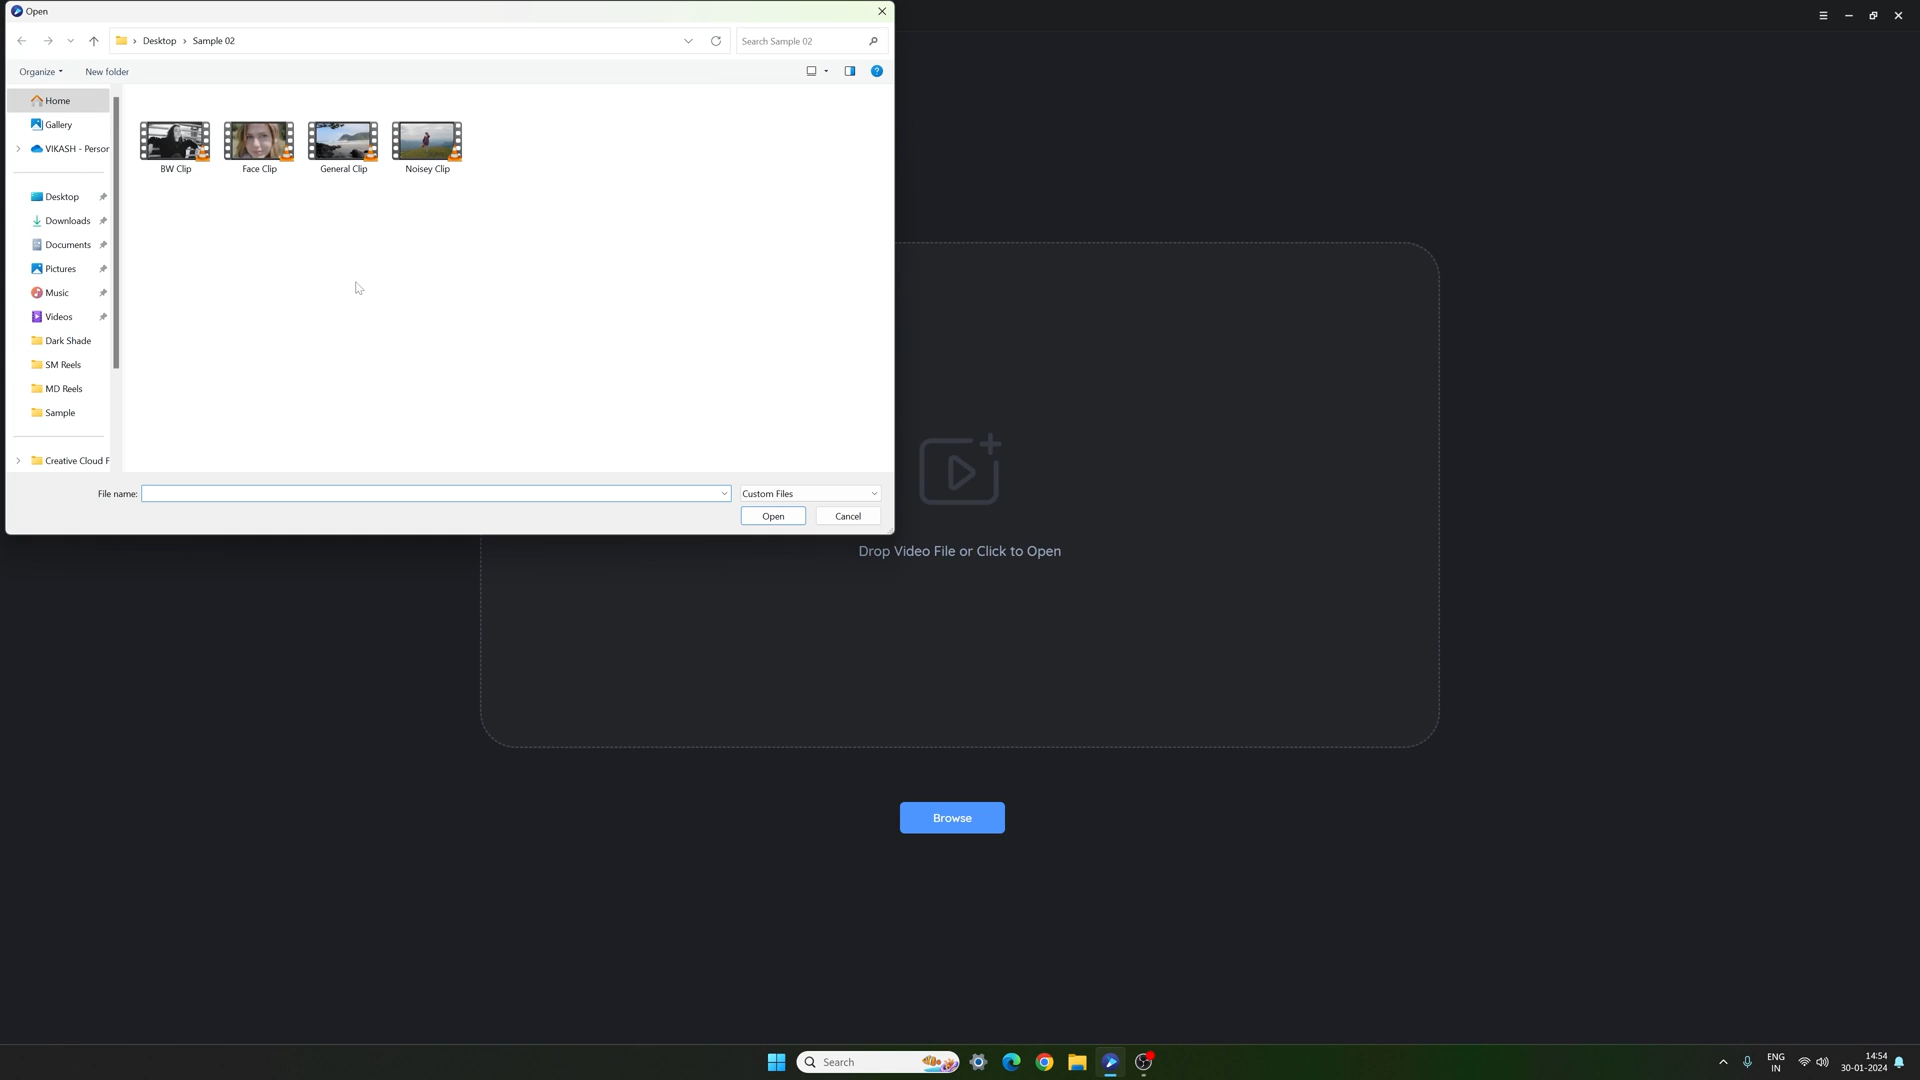 Open
Desktop
Sample 02
Search Sample 02
Organize
New folder
Home
Gallery
VIKASH - Person
Desktop
Downloads
Documents
Pictures
Music
Videos
Dark Shade
SM Reels
MD Reels
Sample
Creative Cloud F
BW Clip
Face Clip
General Clip
Noisey Clip
File name:
Custom Files
Open
Cancel
Drop Video File or Click to Open
Browse
Search
ENG
IN
14:54
30-01-2024